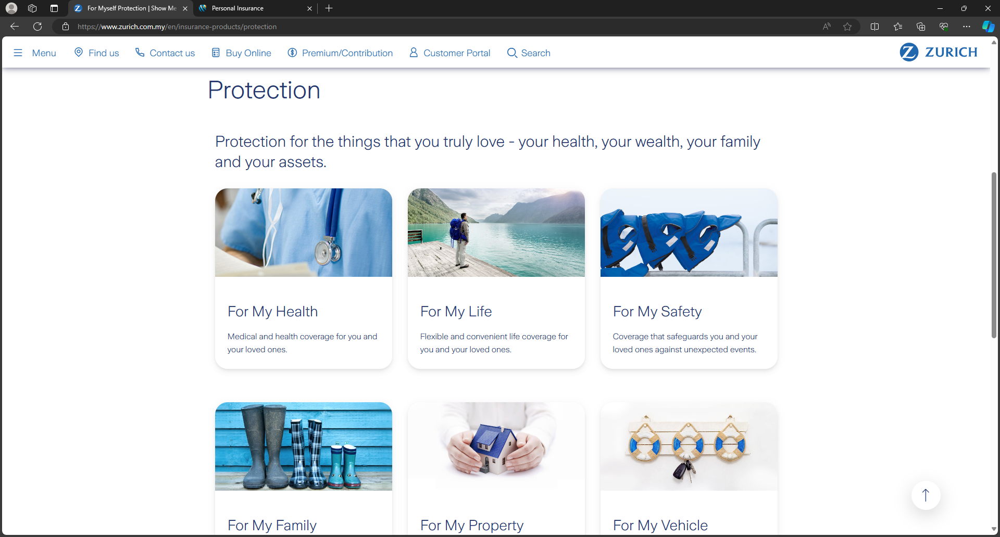 For Myself Protection | Show Me
Personal Insurance
https://www.zurich.com.my/en/insurance-products/protection
Menu
Find us
Contact us
Buy Online
Premium/Contribution
Customer Portal
Search
ZURICH
Protection
Protection for the things that you truly love - your health, your wealth, your family
and your assets.
For My Health
Medical and health coverage for you and
your loved ones.
For My Life
Flexible and convenient life coverage for
you and your loved ones.
For My Safety
Coverage that safeguards you and your
loved ones against unexpected events.
For My Family
For My Property
For My Vehicle